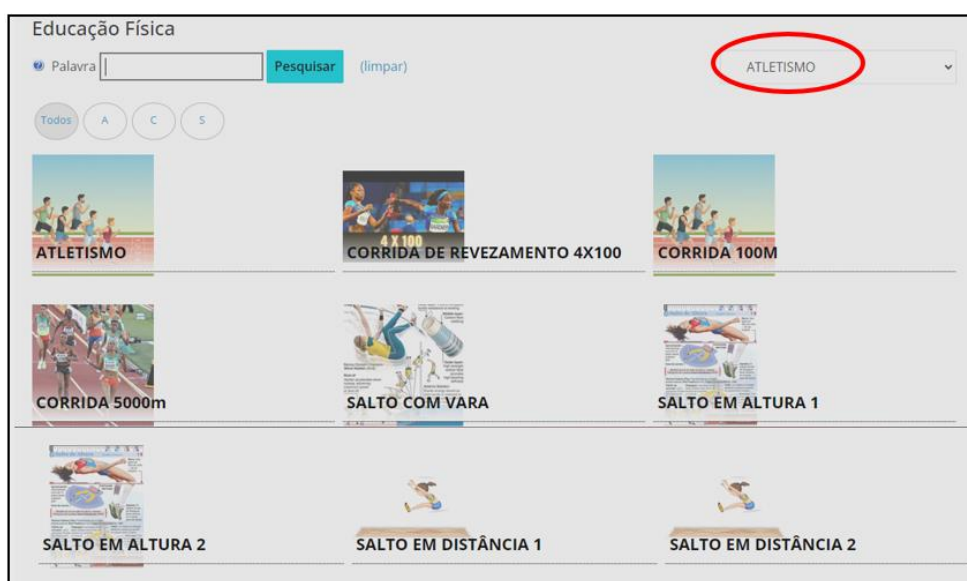 Educação Física
Palavra Pesquisar (limpar) ATLETISMO
Todos A C S
ATLETISMO
4 X 100
CORRIDA DE REVEZAMENTO 4X100
CORRIDA 100M
CORRIDA 5000m
SALTO COM VARA
SALTO EM ALTURA 1
SALTO EM ALTURA 2
SALTO EM DISTÂNCIA 1
SALTO EM DISTÂNCIA 2